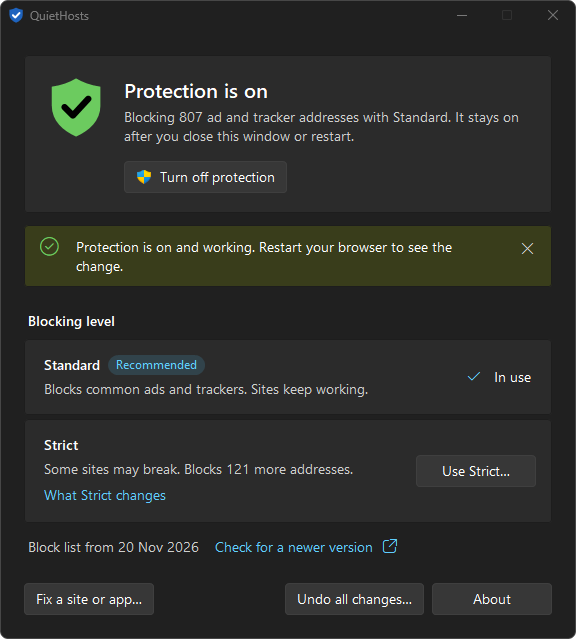 QuietHosts
Protection is on
Blocking 807 ad and tracker addresses with Standard. It stays on
after you close this window or restart.
Turn off protection
Protection is on and working. Restart your browser to see the
change.
Blocking level
Standard Recommended
Blocks common ads and trackers. Sites keep working.
In use
Strict
Some sites may break. Blocks 121 more addresses.
What Strict changes
Use Strict...
Block list from 20 Nov 2026 Check for a newer version
Fix a site or app... Undo all changes... About